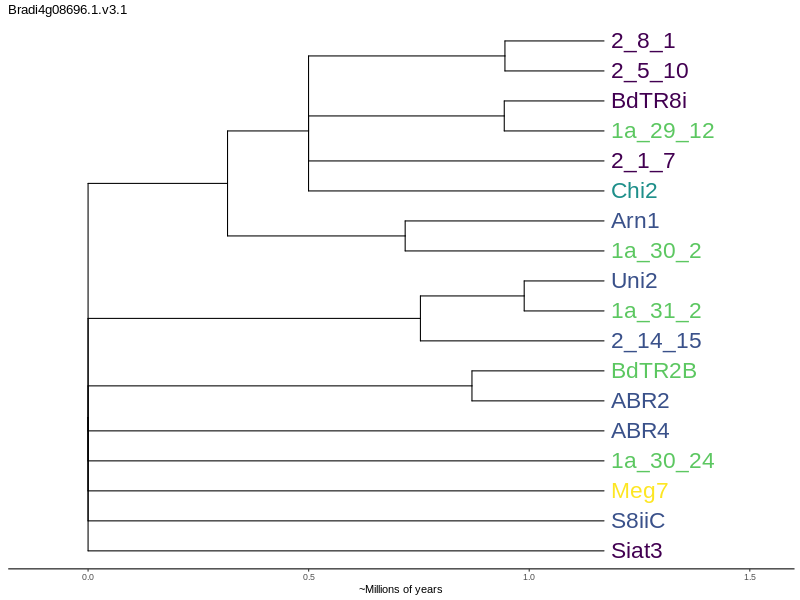 Bradi4g08696.1.v3.1
2_8_1
2_5_10
BdTR8i
1a_29_12
2_1_7
Chi2
Arn1
1a_30_2
Uni2
1a_31_2
2_14_15
BdTR2B
ABR2
ABR4
1a_30_24
Meg7
S8iiC
Siat3
0.0 0.5 1.0 1.5
~Millions of years